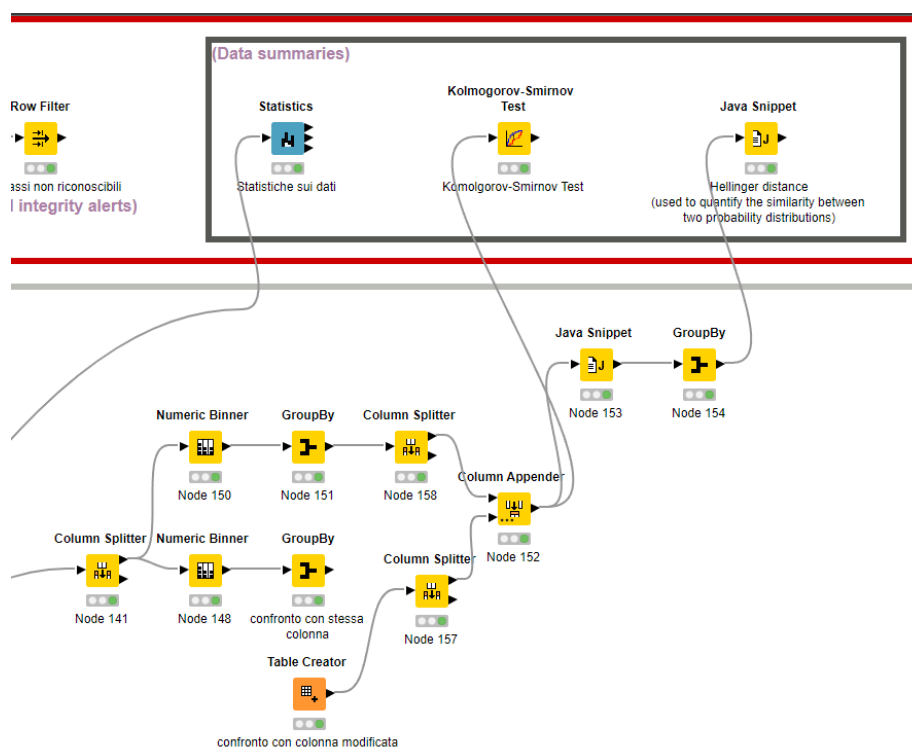 (Data summaries)
Row Filter
Statistics
Kolmogorov-Smirnov
Test
Java Snippet
assi non riconoscibili
integrity alerts)
Statistiche sui dati
Komolgorov-Smirnov Test
Hellinger distance
(used to quantify the similarity between
two probability distributions)
Java Snippet
GroupBy
Node 153
Node 154
Numeric Binner
GroupBy
Column Splitter
Node 150
Node 151
Node 158
Column Appender
Node 152
Column Splitter
Numeric Binner
GroupBy
Column Splitter
Node 141
Node 148
confronto con stessa
colonna
Node 157
Table Creator
confronto con colonna modificata